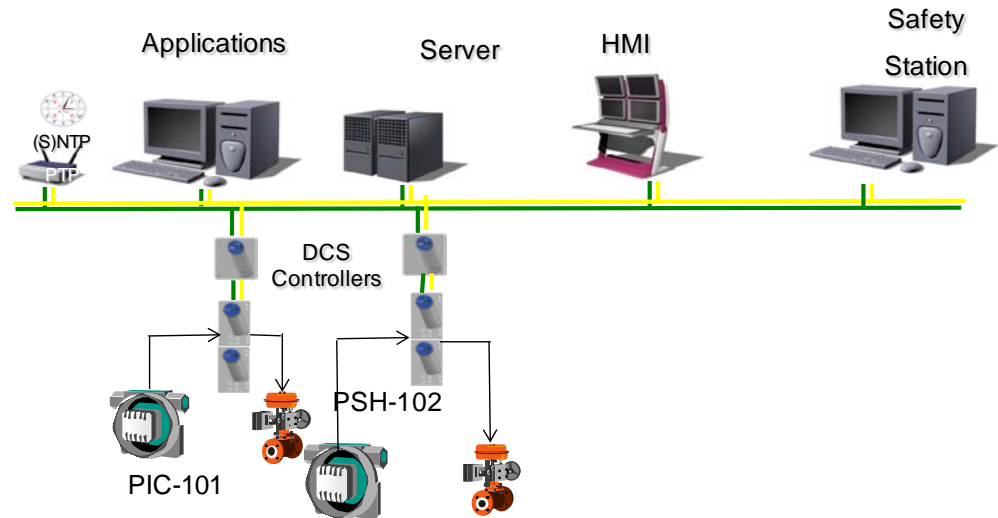 Applications
Server
HMI
Safety
Station
(S)NTP
PTP
DCS
Controllers
PSH-102
PIC-101